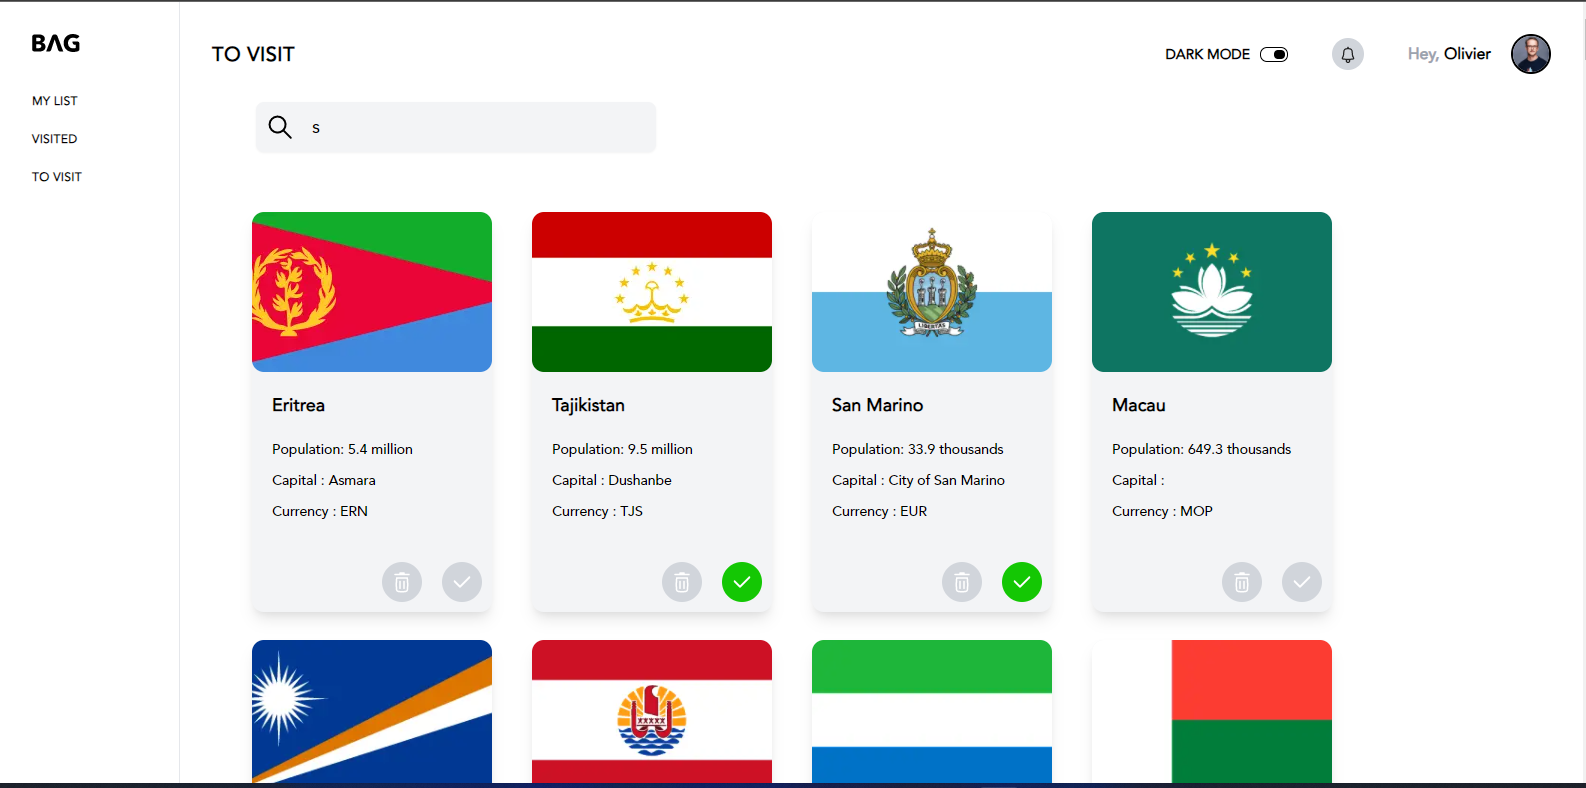 BAG
MY LIST
VISITED
TO VISIT
TO VISIT
DARK MODE
Hey, Olivier
s
Eritrea
Population: 5.4 million
Capital : Asmara
Currency : ERN
Tajikistan
Population: 9.5 million
Capital : Dushanbe
Currency : TJS
LIBERTAS
San Marino
Population: 33.9 thousands
Capital : City of San Marino
Currency : EUR
Macau
Population: 649.3 thousands
Capital :
Currency : MOP